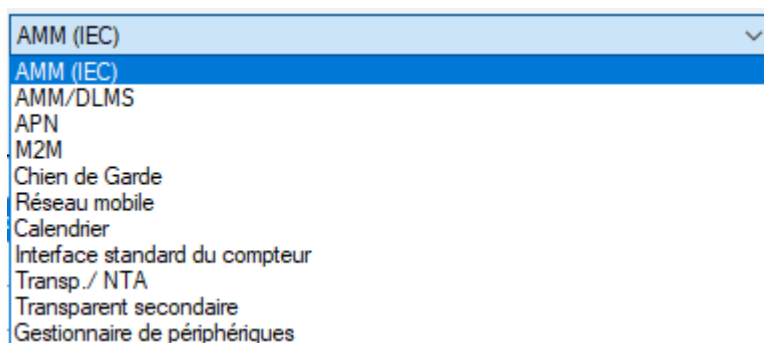 AMM (IEC)
AMM (IEC)
AMM/DLMS
APN
M2M
Chien de Garde
Réseau mobile
Calendrier
Interface standard du compteur
Transp./ NTA
Transparent secondaire
Gestionnaire de périphériques